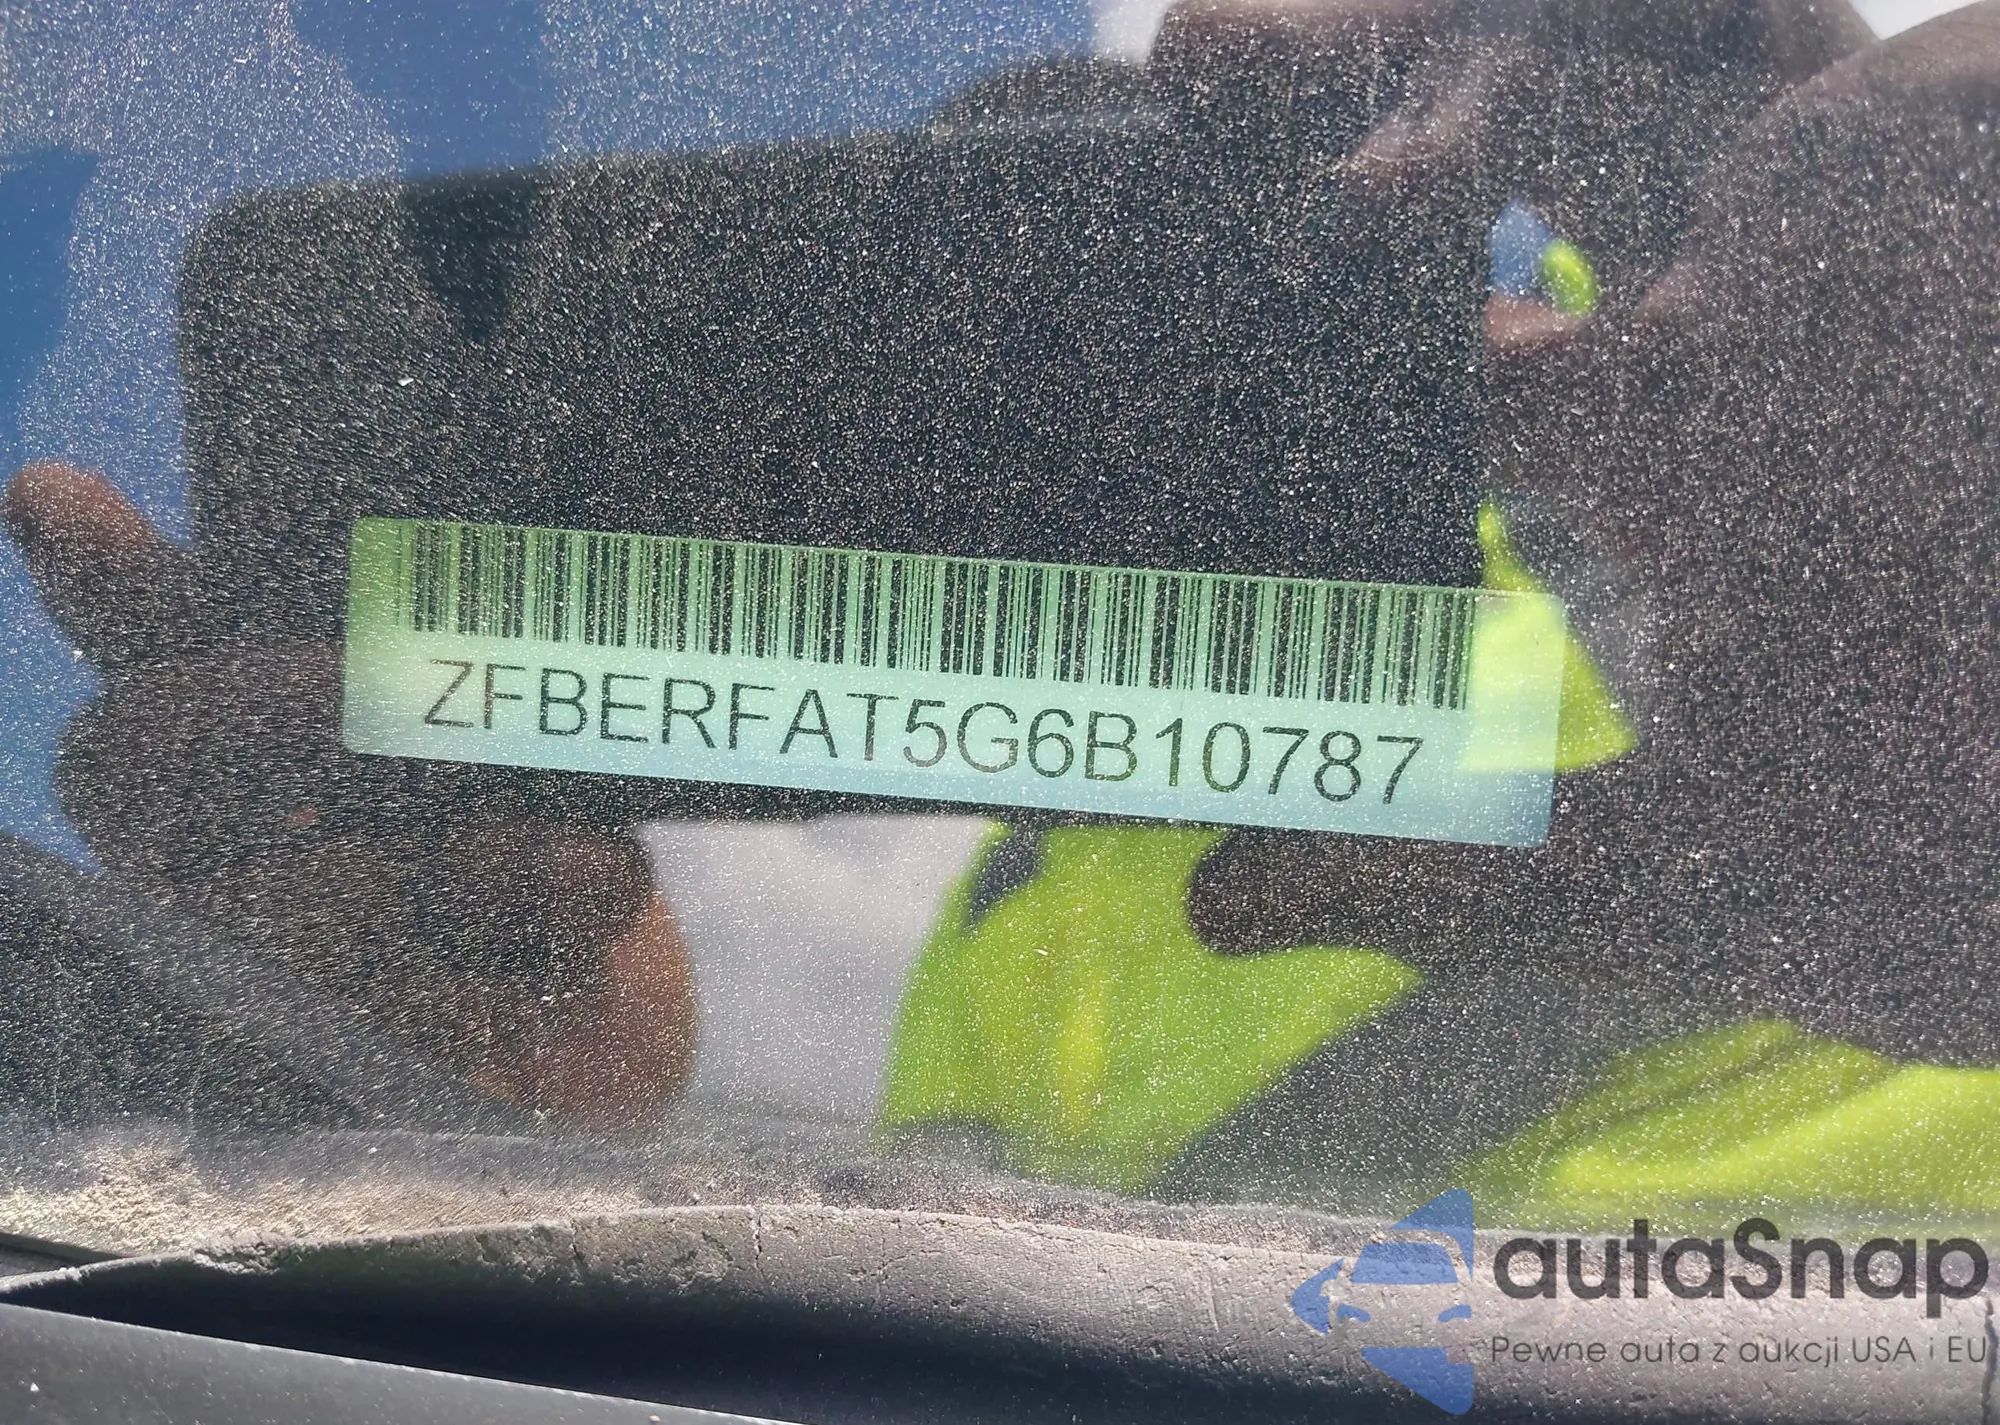 ZFBERFAT5G6B10787
autaSnap
Pewne auta z aukcji USA i EU